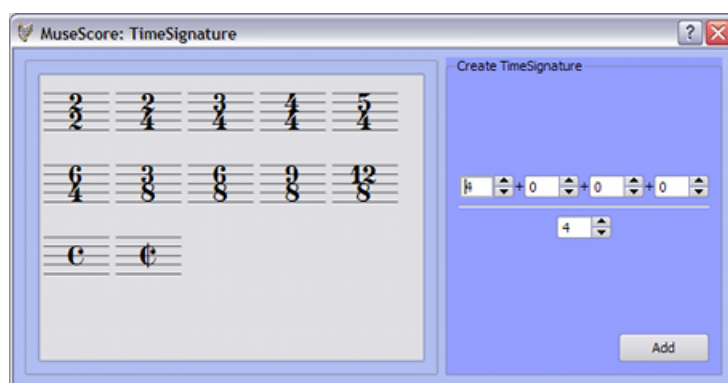 MuseScore: TimeSignature
Create TimeSignature
2 2 3 4 5
2 4 4 4 4
6 3 6 9 12
4 8 8 8 8
4 + 0 + 0 + 0
4
Add